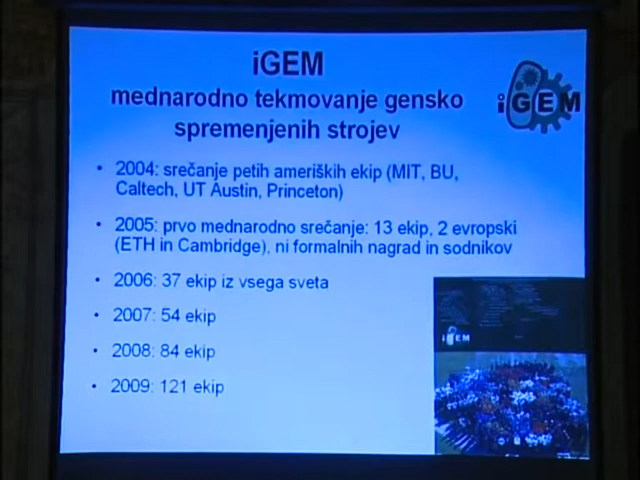 iGEM
mednarodno tekmovanje gensko
spremenjenih strojev
iGEM
• 2004: srečanje petih ameriških ekip (MIT, BU,
Caltech, UT Austin, Princeton)
• 2005: prvo mednarodno srečanje: 13 ekip, 2 evropski
(ETH in Cambridge), ni formalnih nagrad in sodnikov
• 2006: 37 ekip iz vsega sveta
• 2007: 54 ekip
• 2008: 84 ekip
• 2009: 121 ekip
iGEM